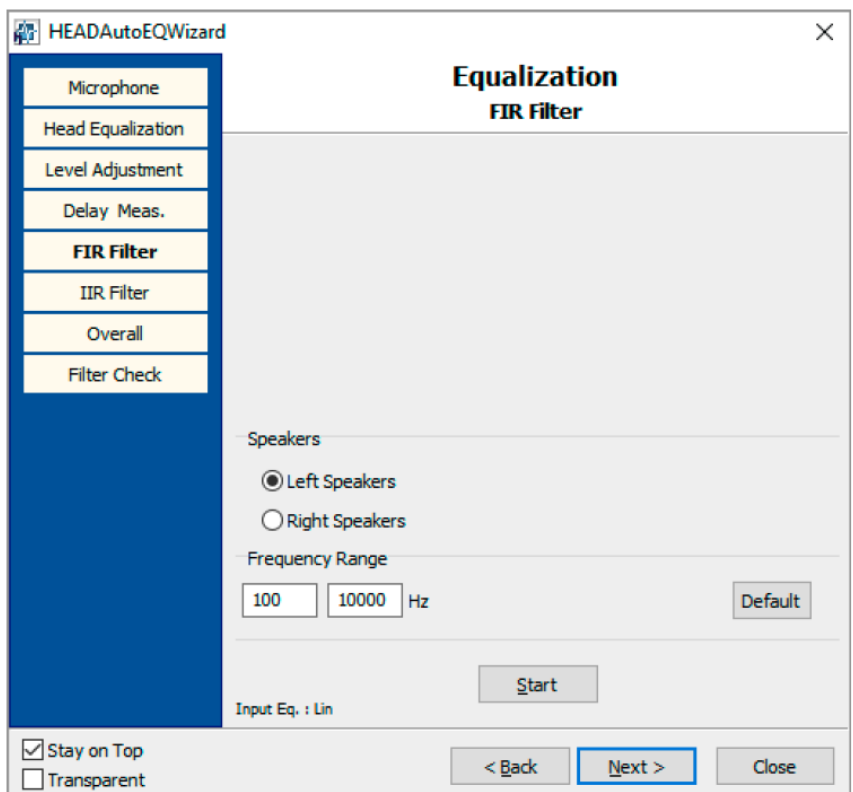 HEADAutoEQWizard
Microphone
Head Equalization
Level Adjustment
Delay Meas.
FIR Filter
IIR Filter
Overall
Filter Check
Equalization
FIR Filter
Speakers
Left Speakers
Right Speakers
Frequency Range
100 10000 Hz Default
Start
Input Eq. : Lin
Stay on Top
Transparent
< Back Next > Close